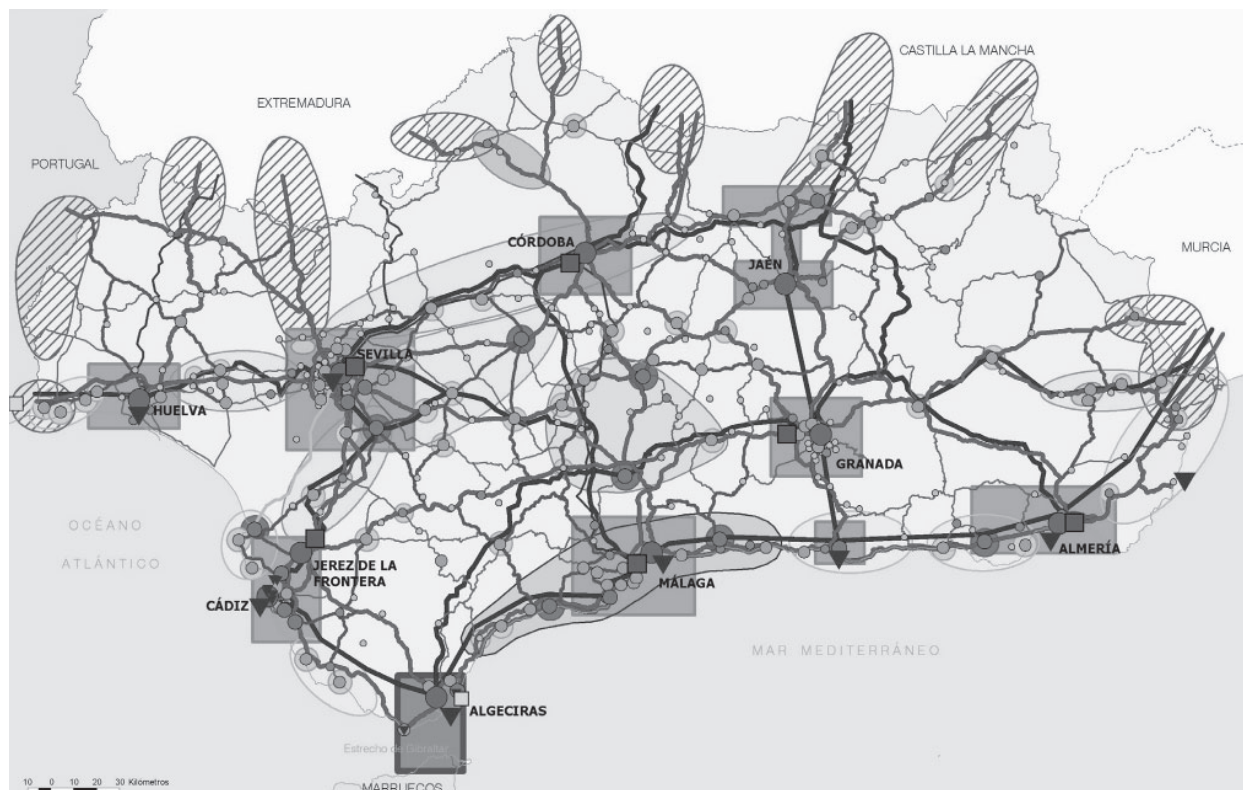 CASTILLA LA MANCHA
EXTREMADURA
PORTUGAL
CÓRDOBA
MURCIA
JAÉN
SEVILLA
HUELVA
GRANADA
OCÉANO
ATLÁNTICO
ALMERÍA
JEREZ DE LA
FRONTERA
MÁLAGA
CÁDIZ
MAR MEDITERRÁNEO
ALGECIRAS
Estrecho de Gibraltar
MARRUECOS
10 0 10 20 30 Kilómetros